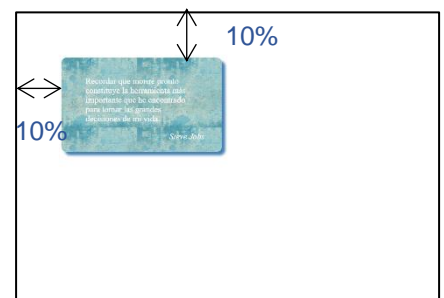 10%
Recordar que moriré pronto
constituye la herramienta más
importante que he encontrado
para tomar las grandes
decisiones de mi vida.
10%
Steve Jobs